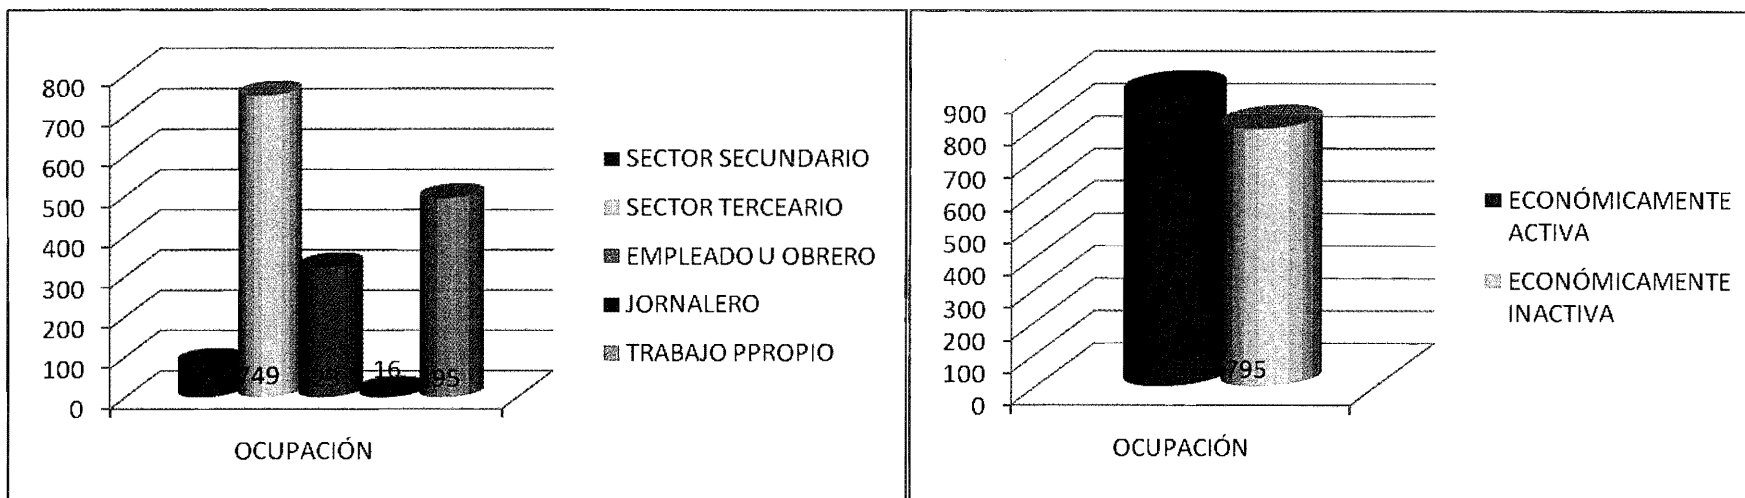 800
700
600
500
400
300
200
100
0
749
16
OCUPACIÓN
SECTOR SECUNDARIO
SECTOR TERCEARIO
EMPLEADO U OBRERO
JORNALERO
TRABAJO PPROPIO
900
800
700
600
500
400
300
200
100
0
795
OCUPACIÓN
ECONÓMICAMENTE
ACTIVA
ECONÓMICAMENTE
INACTIVA